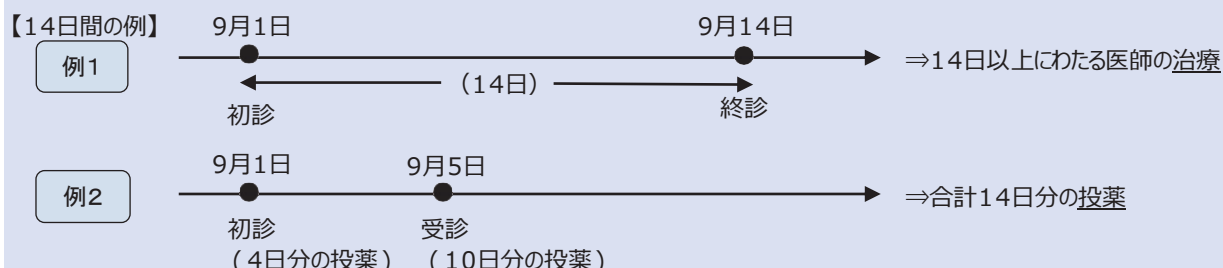 【14日間の例】
9月1日 9月14日
例1
⇒14日以上にわたる医師の治療
(14日)
初診 終診
9月1日 9月5日
例2
⇒合計14日分の投薬
初診 受診
(4日分の投薬) (10日分の投薬)